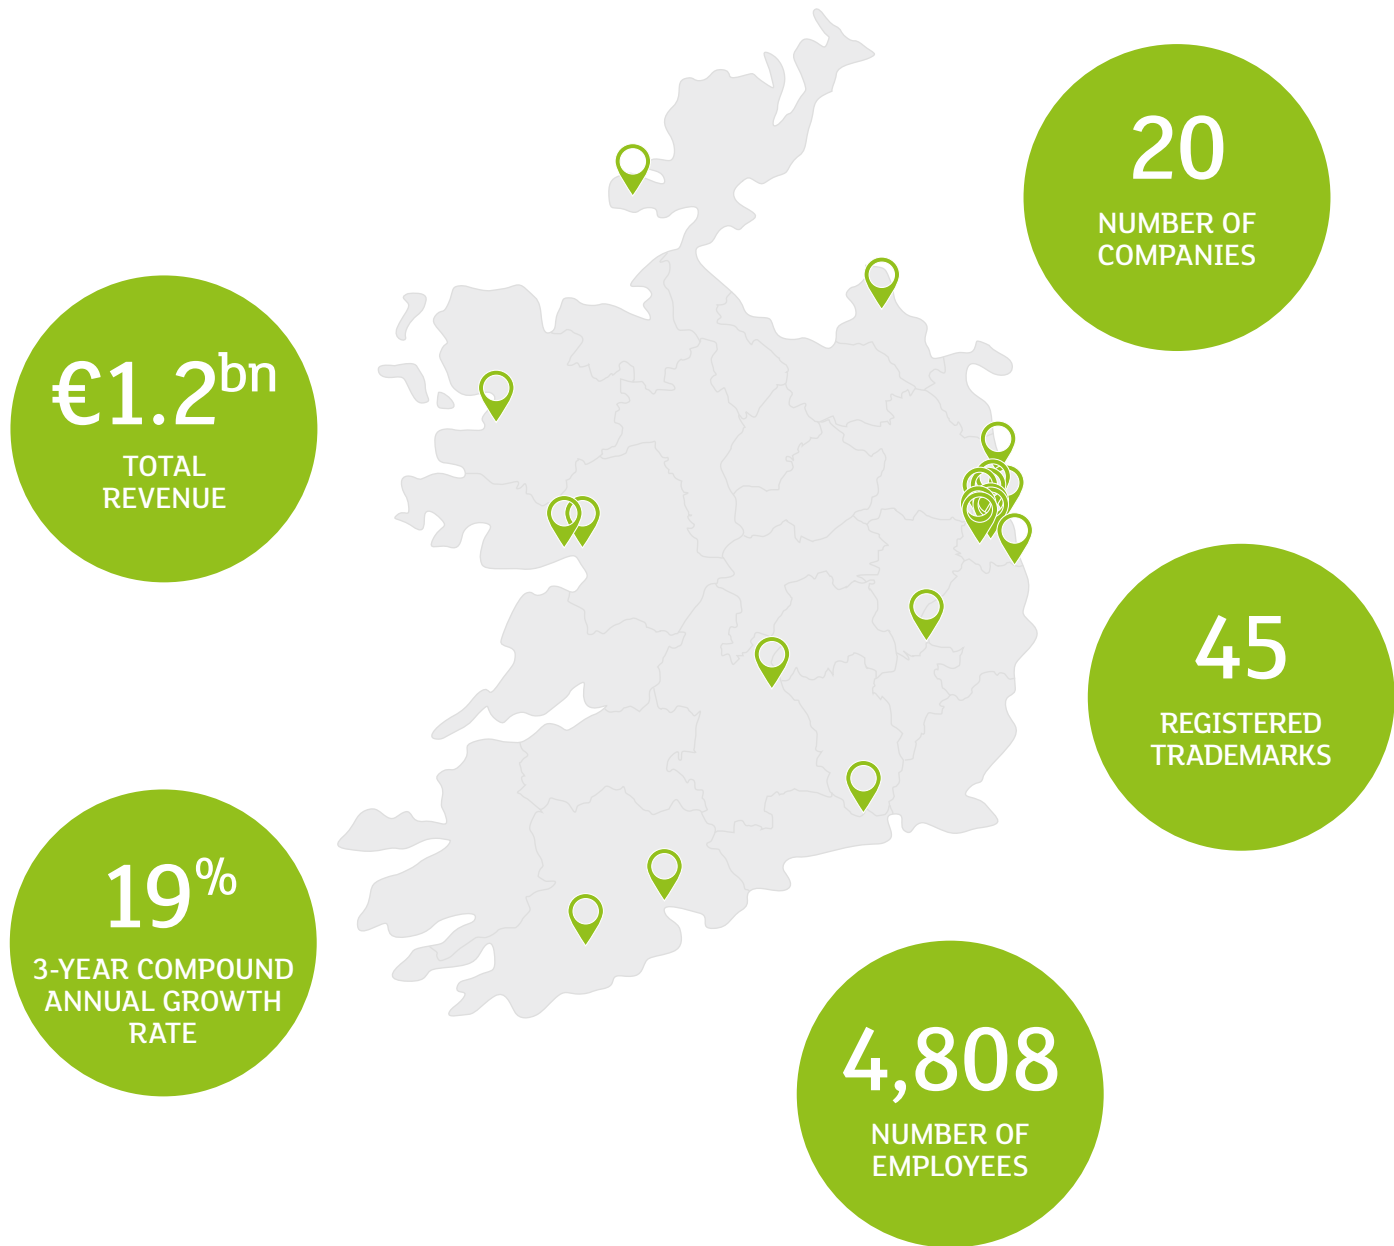 20
NUMBER OF
COMPANIES
€1.2bn
TOTAL
REVENUE
45
REGISTERED
TRADEMARKS
19%
3-YEAR COMPOUND
ANNUAL GROWTH
RATE
4,808
NUMBER OF
EMPLOYEES